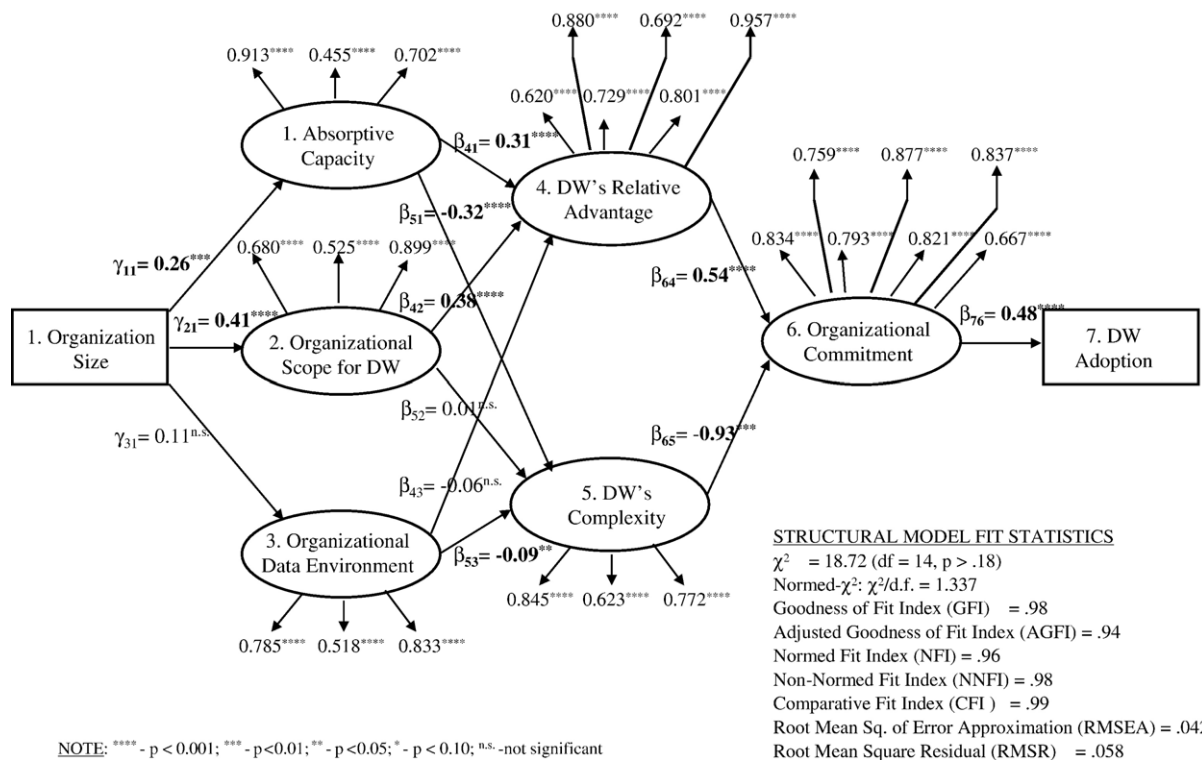 0.880**** 0.692**** 0.957****
0.913**** 0.455**** 0.702****
0.620**** 0.729**** 0.801****
1. Absorptive
Capacity
β41= 0.31****
4. DW's Relative
Advantage
0.759**** 0.877**** 0.837****
β51= -0.32****
0.680**** 0.525**** 0.899****
0.834**** 0.793**** 0.821**** 0.667****
γ11= 0.26***
β64= 0.54****
β42= 0.38****
γ21= 0.41****
β76= 0.48****
1. Organization
Size
2. Organizational
Scope for DW
6. Organizational
Commitment
7. DW
Adoption
β52= 0.01n.s.
γ31= 0.11n.s.
β65= -0.93***
β43= -0.06n.s.
5. DW's
Complexity
3. Organizational
Data Environment
β53= -0.09**
0.845**** 0.623**** 0.772****
0.785**** 0.518**** 0.833****
STRUCTURAL MODEL FIT STATISTICS
χ² = 18.72 (df = 14, p > .18)
Normed-χ²: χ²/d.f. = 1.337
Goodness of Fit Index (GFI) = .98
Adjusted Goodness of Fit Index (AGFI) = .94
Normed Fit Index (NFI) = .96
Non-Normed Fit Index (NNFI) = .98
Comparative Fit Index (CFI ) = .99
Root Mean Sq. of Error Approximation (RMSEA) = .042
Root Mean Square Residual (RMSR) = .058
NOTE: **** - p < 0.001; *** - p<0.01; ** - p<0.05; * - p < 0.10; n.s. -not significant